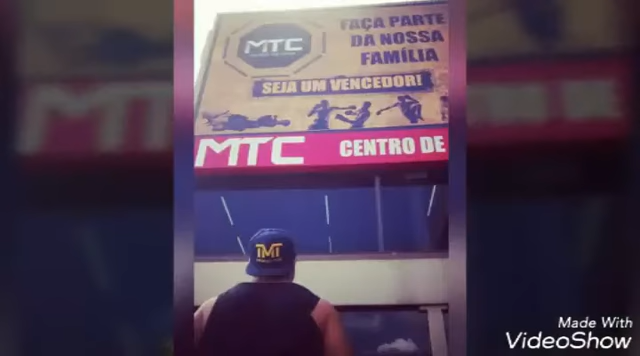 MTC
FAÇA PARTE
DA NOSSA
FAMÍLIA
SEJA UM VENCEDOR!
MTC CENTRO DE
TMT
Made With
VideoShow